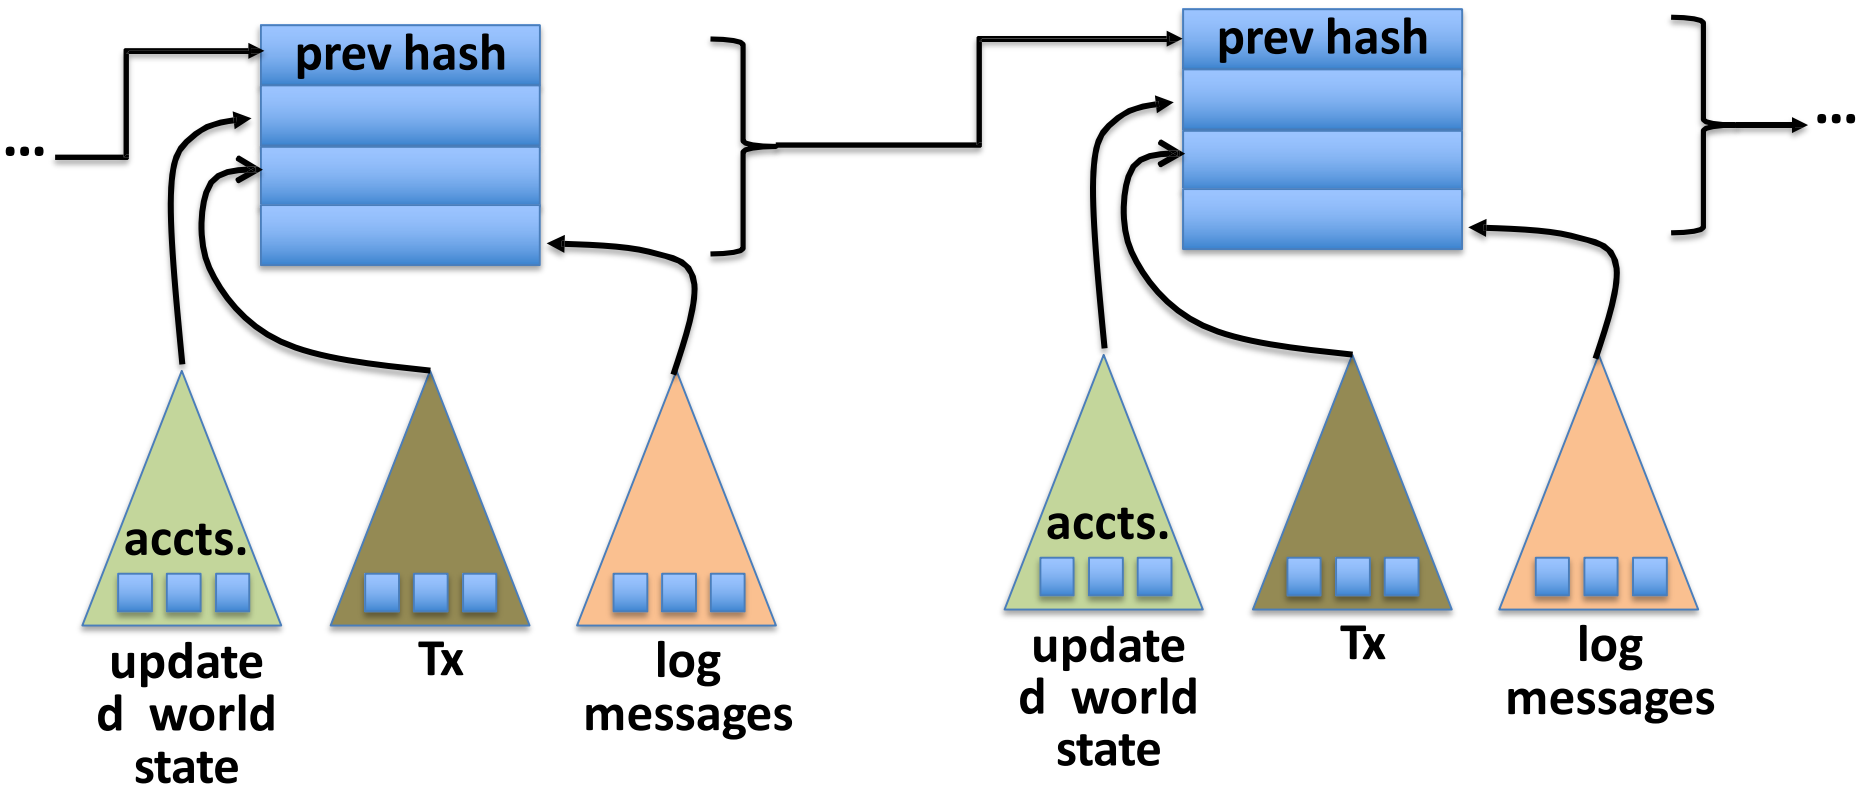 prev hash
prev hash
...
...
accts.
accts.
update
d world
state
Tx
log
messages
update
d world
state
Tx
log
messages